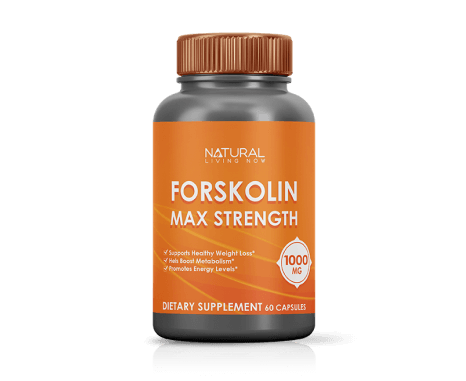 NATURAL
LIVING NOW
FORSKOLIN
MAX STRENGTH
✓ Supports Healthy Weight Loss*
✓ Help Boost Metabolism*
✓ Promotes Energy Levels*
1000
MG
DIETARY SUPPLEMENT 60 CAPSULES